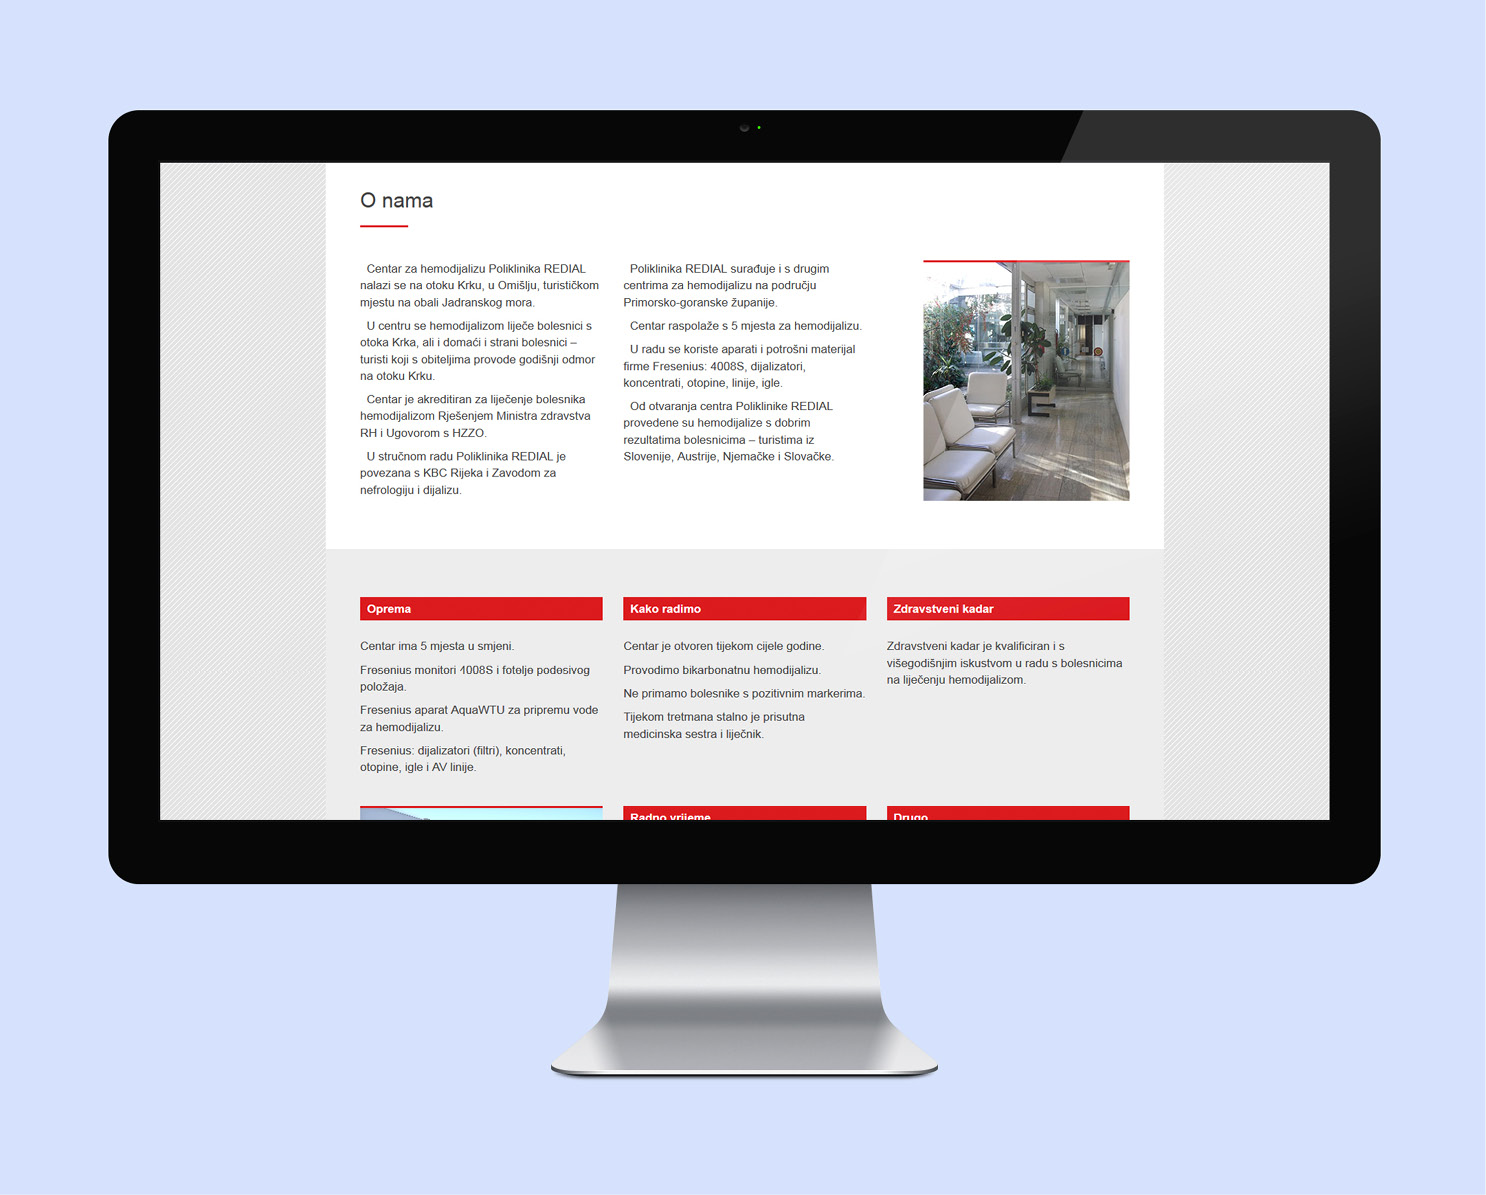 O nama
Centar za hemodijalizu Poliklinika REDIAL
nalazi se na otoku Krku, u Omišlju, turističkom
mjestu na obali Jadranskog mora.
U centru se hemodijalizom liječe bolesnici s
otoka Krka, ali i domaći i strani bolesnici –
turisti koji s obiteljima provode godišnji odmor
na otoku Krku.
Centar je akreditiran za liječenje bolesnika
hemodijalizom Rješenjem Ministra zdravstva
RH i Ugovorom s HZZO.
U stručnom radu Poliklinika REDIAL je
povezana s KBC Rijeka i Zavodom za
nefrologiju i dijalizu.
Poliklinika REDIAL surađuje i s drugim
centrima za hemodijalizu na području
Primorsko-goranske županije.
Centar raspolaže s 5 mjesta za hemodijalizu.
U radu se koriste aparati i potrošni materijal
firme Fresenius: 4008S, dijalizatori,
koncentrati, otopine, linije, igle.
Od otvaranja centra Poliklinike REDIAL
provedene su hemodijalize s dobrim
rezultatima bolesnicima – turistima iz
Slovenije, Austrije, Njemačke i Slovačke.
Oprema
Centar ima 5 mjesta u smjeni.
Fresenius monitori 4008S i fotelje podesivog
položaja.
Fresenius aparat AquaWTU za pripremu vode
za hemodijalizu.
Fresenius: dijalizatori (filtri), koncentrati,
otopine, igle i AV linije.
Kako radimo
Centar je otvoren tijekom cijele godine.
Provodimo bikarbonatnu hemodijalizu.
Ne primamo bolesnike s pozitivnim markerima.
Tijekom tretmana stalno je prisutna
medicinska sestra i liječnik.
Zdravstveni kadar
Zdravstveni kadar je kvalificiran i s
višegodišnjim iskustvom u radu s bolesnicima
na liječenju hemodijalizom.
Radno vrijeme
Drugo